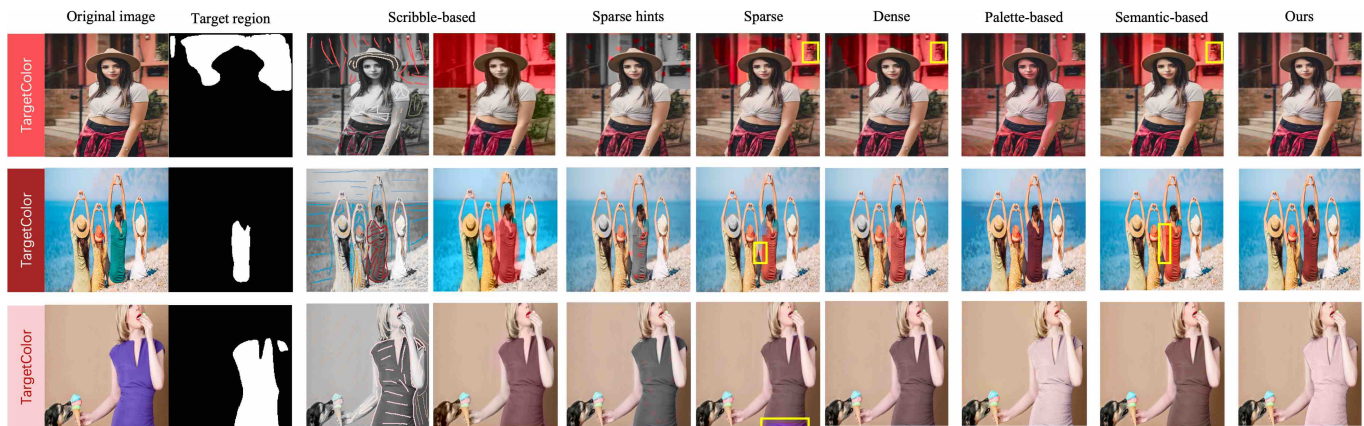 Original image
Target region
Scribble-based
Sparse hints
Sparse
Dense
Palette-based
Semantic-based
Ours
TargetColor
TargetColor
TargetColor